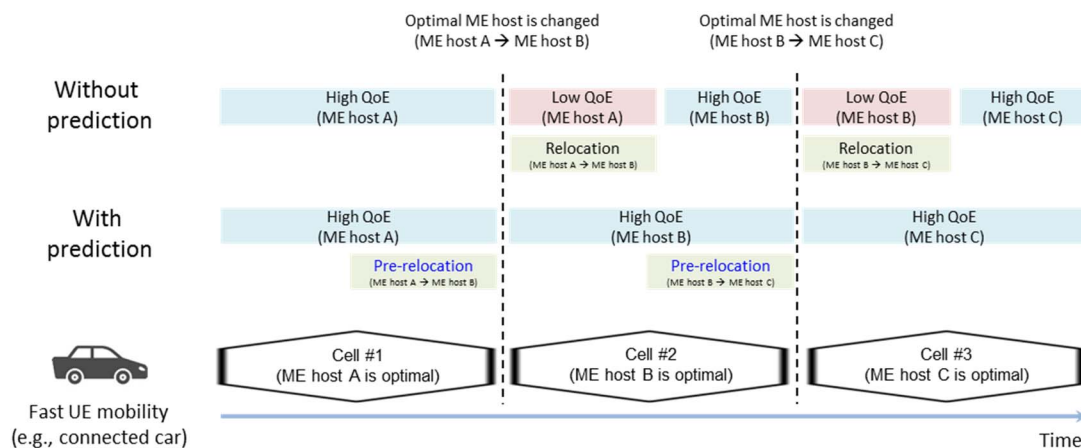 Optimal ME host is changed
(ME host A → ME host B)
Optimal ME host is changed
(ME host B → ME host C)
Without
prediction
High QoE
(ME host A)
Low QoE
(ME host A)
High QoE
(ME host B)
Low QoE
(ME host B)
High QoE
(ME host C)
Relocation
(ME host A → ME host B)
Relocation
(ME host B → ME host C)
With
prediction
High QoE
(ME host A)
High QoE
(ME host B)
High QoE
(ME host C)
Pre-relocation
(ME host A → ME host B)
Pre-relocation
(ME host B → ME host C)
Cell #1
(ME host A is optimal)
Cell #2
(ME host B is optimal)
Cell #3
(ME host C is optimal)
Fast UE mobility
(e.g., connected car)
Time